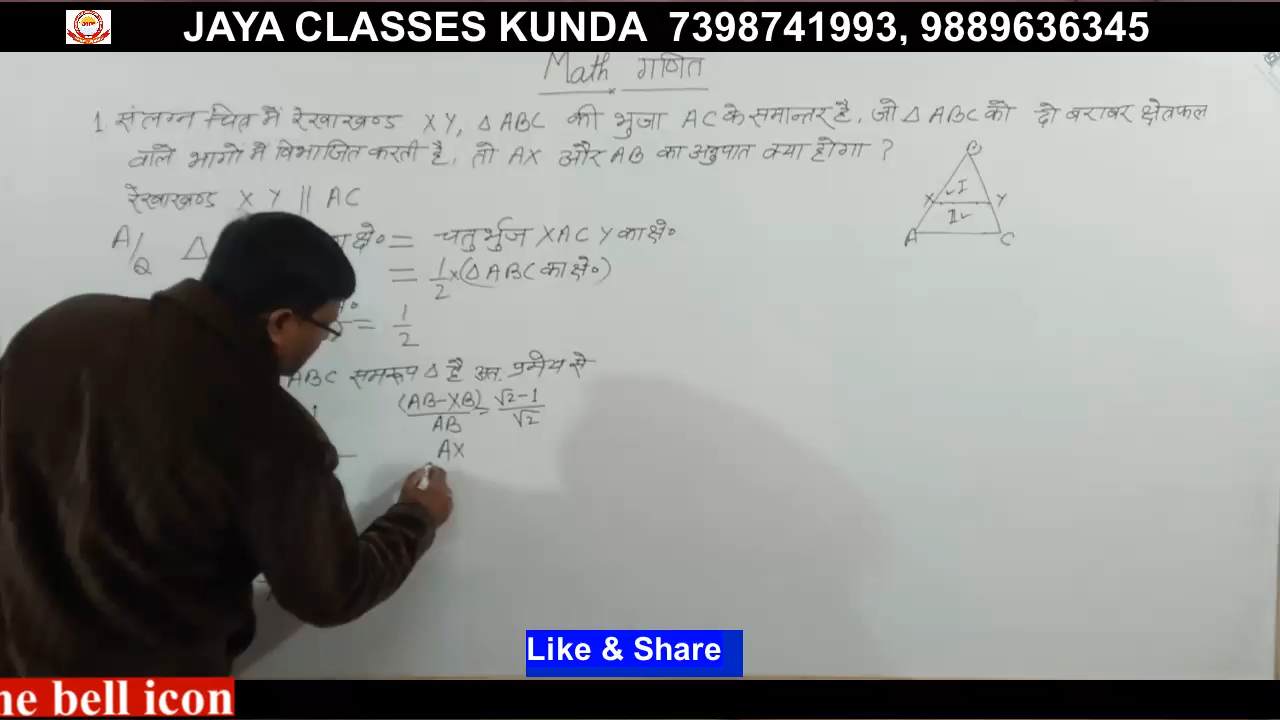 JAYA CLASSES KUNDA 7398741993, 9889636345
Math गणित
1 संलग्न चित्र में रेखाखण्ड XY, △ABC की भुजा AC के समान्तर है, जो △ABC को दो बराबर क्षेत्रफल
वाले भागों में विभाजित करती है, तो AX और AB का अनुपात क्या होगा ?
रेखाखण्ड XY || AC
A/Q △ क्षे० = चतुर्भुज XACY का क्षे०
= 1/2 × (△ABC का क्षे०)
= 1/2
ABC समरूप △ है अतः प्रमेय से
(AB-XB)/AB = √2-1/√2
AX
B
X I Y
II
A C
Like & Share
he bell icon